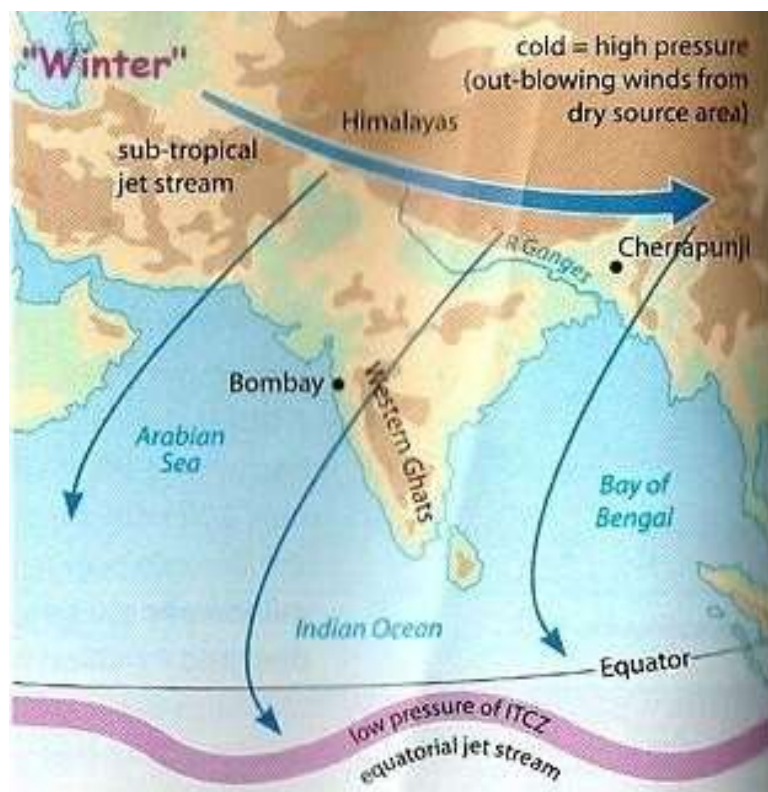 "Winter"
cold = high pressure
(out-blowing winds from
dry source area)
Himalayas
sub-tropical
jet stream
R Ganges
Cherrapunji
Bombay
Western Ghats
Arabian
Sea
Bay of
Bengal
Indian Ocean
Equator
low pressure of ITCZ
equatorial jet stream